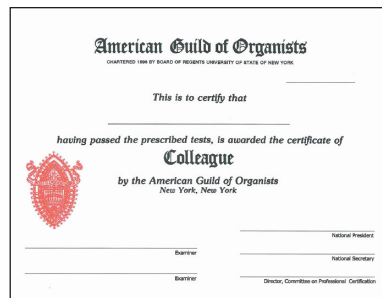 American Guild of Organists
CHARTERED 1896 BY BOARD OF REGENTS UNIVERSITY OF STATE OF NEW YORK
This is to certify that
having passed the prescribed tests, is awarded the certificate of
Colleague
by the American Guild of Organists
New York, New York
National President
Examiner
National Secretary
Examiner
Director, Committee on Professional Certification